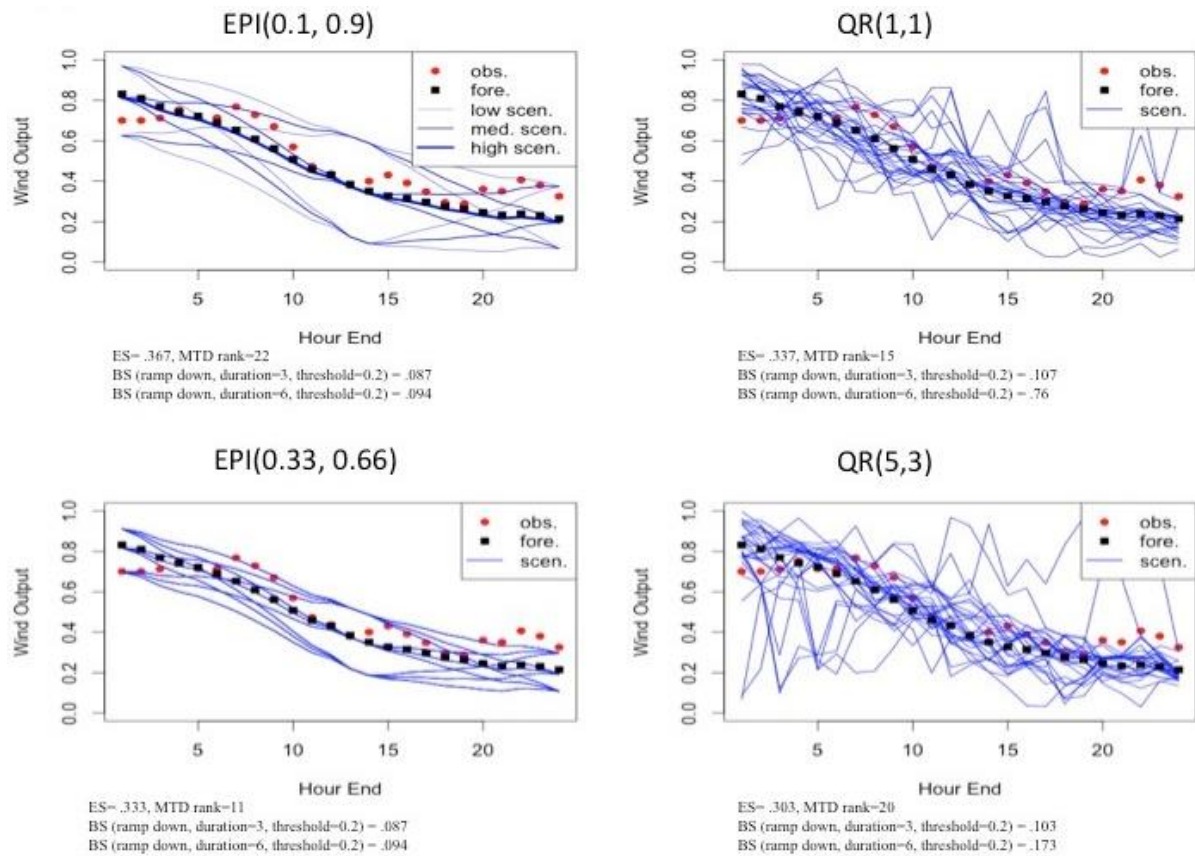 EPI(0.1, 0.9)
Wind Output
1.0
0.8
0.6
0.4
0.2
0.0
obs.
fore.
low scen.
med. scen.
high scen.
5 10 15 20
Hour End
ES= .367, MTD rank=22
BS (ramp down, duration=3, threshold=0.2) = .087
BS (ramp down, duration=6, threshold=0.2) = .094
QR(1,1)
Wind Output
1.0
0.8
0.6
0.4
0.2
0.0
obs.
fore.
scen.
5 10 15 20
Hour End
ES= .337, MTD rank=15
BS (ramp down, duration=3, threshold=0.2) = .107
BS (ramp down, duration=6, threshold=0.2) = .76
EPI(0.33, 0.66)
Wind Output
1.0
0.8
0.6
0.4
0.2
0.0
obs.
fore.
scen.
5 10 15 20
Hour End
ES= .333, MTD rank=11
BS (ramp down, duration=3, threshold=0.2) = .087
BS (ramp down, duration=6, threshold=0.2) = .094
QR(5,3)
Wind Output
1.0
0.8
0.6
0.4
0.2
0.0
obs.
fore.
scen.
5 10 15 20
Hour End
ES= .303, MTD rank=20
BS (ramp down, duration=3, threshold=0.2) = .103
BS (ramp down, duration=6, threshold=0.2) = .173